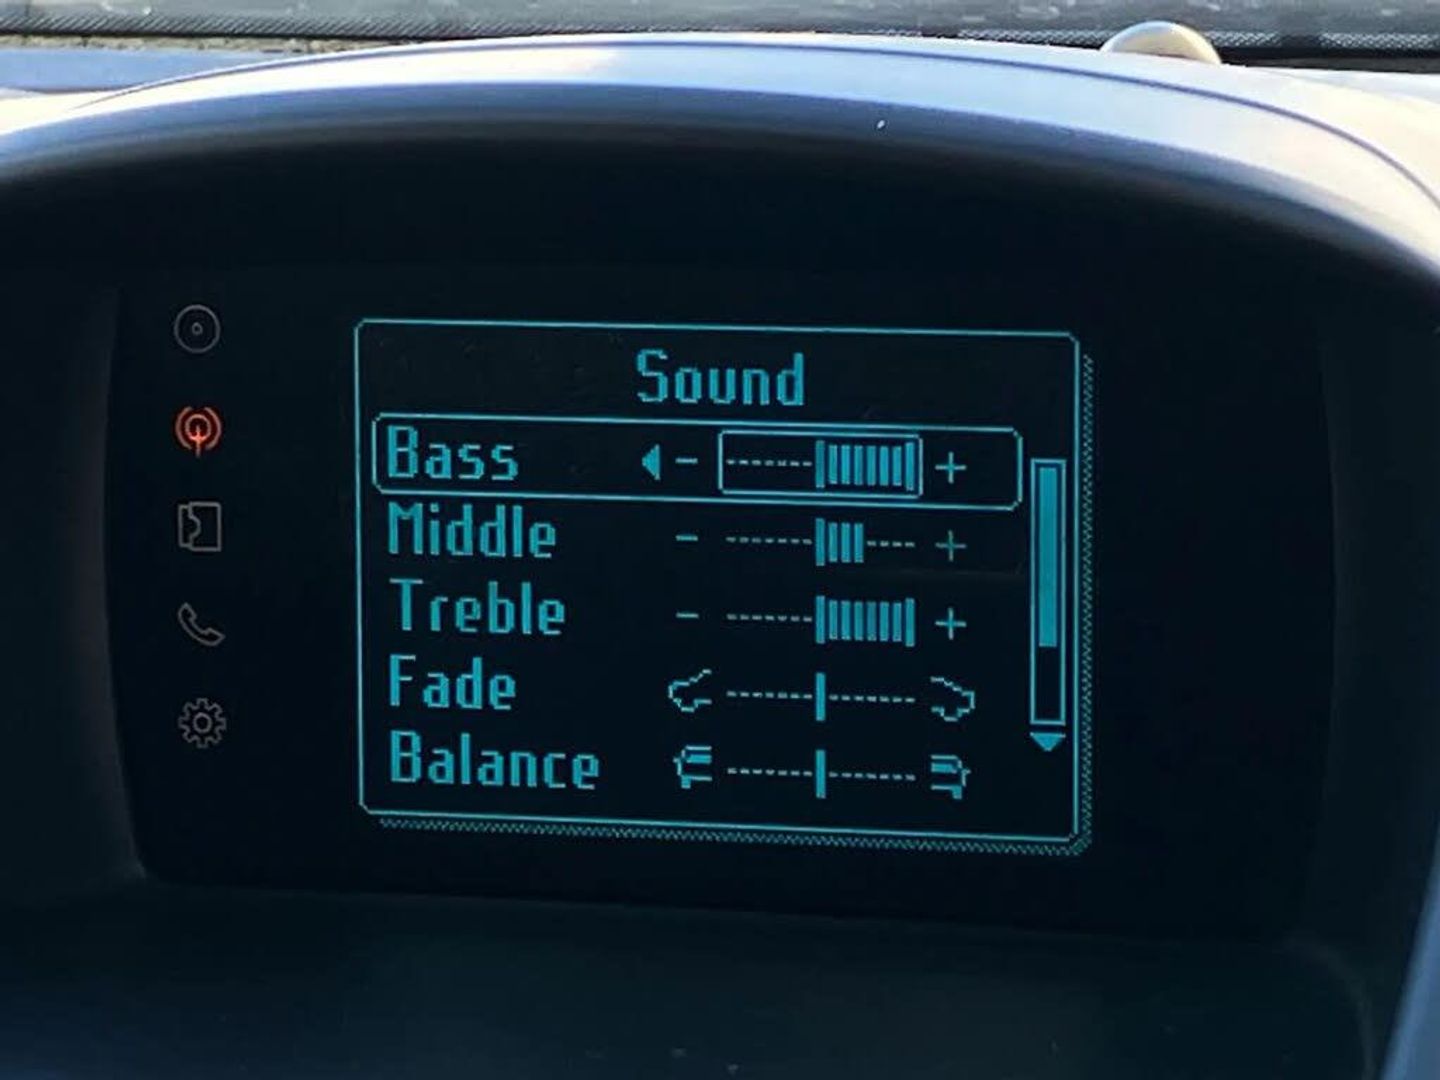 Sound
Bass - +
Middle - +
Treble - +
Fade
Balance